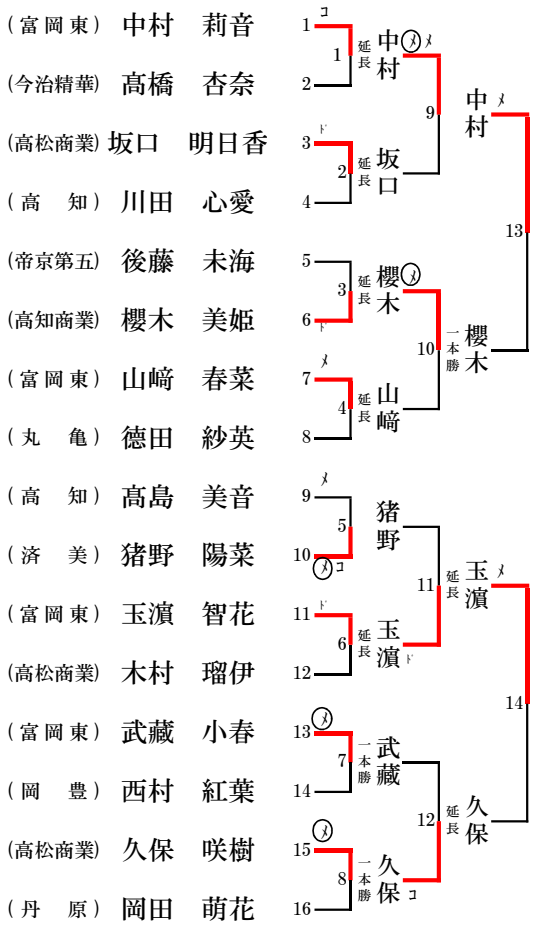 (富岡東) 中村 莉音 1 コ
(今治精華)髙橋 杏奈 2
(高松商業) 坂口 明日香 3 ド
(高知) 川田 心愛 4
(帝京第五) 後藤 未海 5
(高知商業) 櫻木 美姫 6 ド
(富岡東) 山﨑 春菜 7 メ
(丸亀) 德田 紗英 8
(高知) 髙島 美音 9 メ
(済美) 猪野 陽菜 10 メ コ
(富岡東) 玉濵 智花 11 ド
(高松商業) 木村 瑠伊 12
(富岡東) 武藏 小春 13 メ
(岡豊) 西村 紅葉 14
(高松商業) 久保 咲樹 15 メ
(丹原) 岡田 萌花 16
1 延長 中村 メ メ
2 延長 坂口
3 延長 櫻木 メ
4 延長 山﨑
5 猪野
6 延長 玉濵 ド
7 一本勝 武藏
8 一本勝 久保 コ
9 中村 メ
10 一本勝 櫻木
11 延長 玉濵 メ
12 延長 久保
13
14